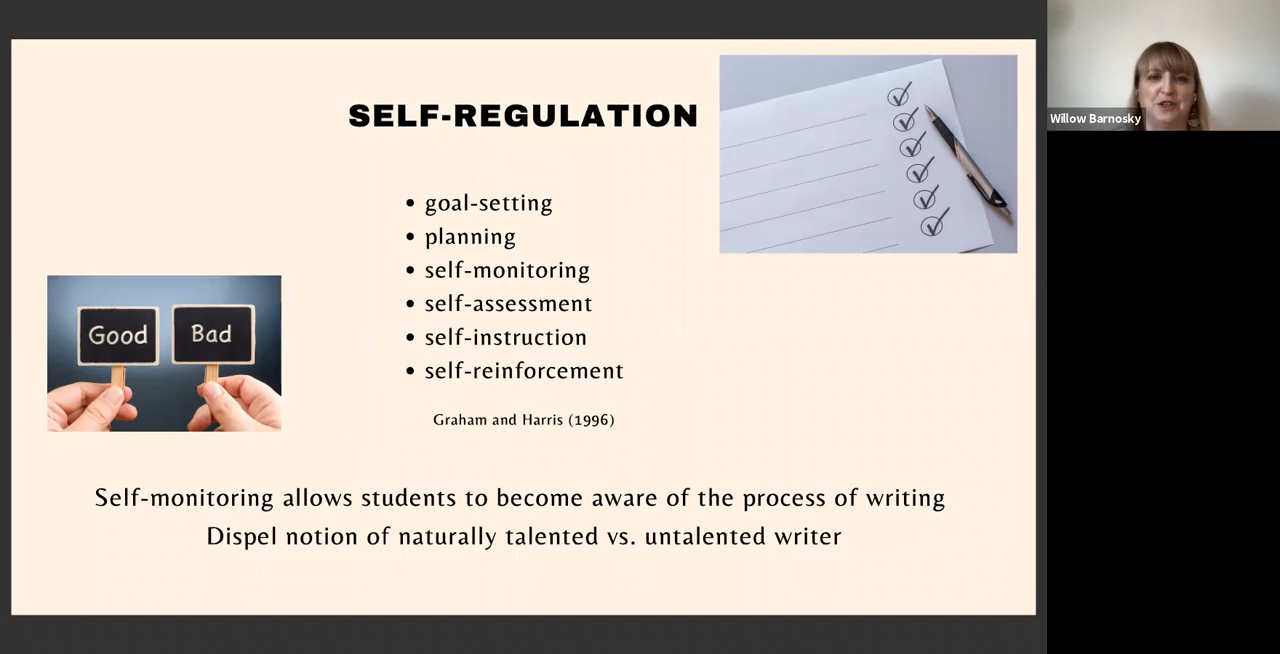 SELF-REGULATION
• goal-setting
• planning
• self-monitoring
• self-assessment
• self-instruction
• self-reinforcement
Graham and Harris (1996)
Good
Bad
Self-monitoring allows students to become aware of the process of writing
Dispel notion of naturally talented vs. untalented writer
Willow Barnosky